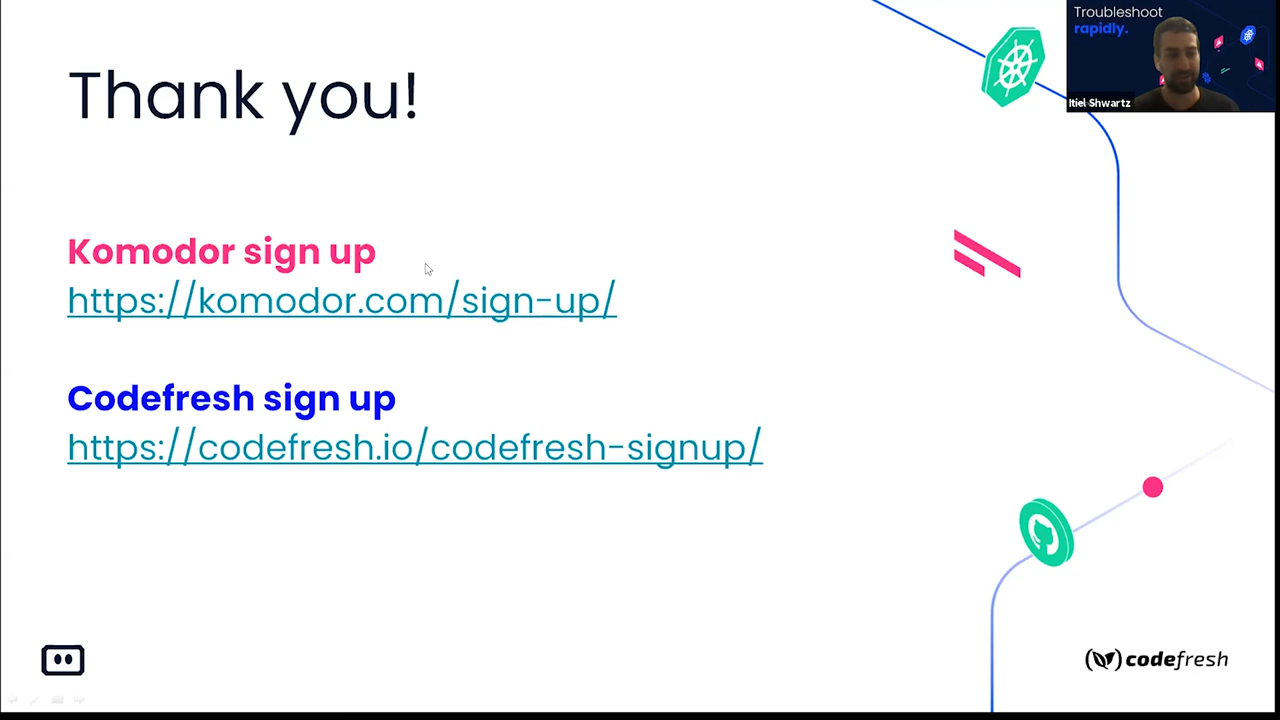 Thank you!
Komodor sign up
https://komodor.com/sign-up/
Codefresh sign up
https://codefresh.io/codefresh-signup/
Troubleshoot
rapidly.
Itiel Shwartz
codefresh